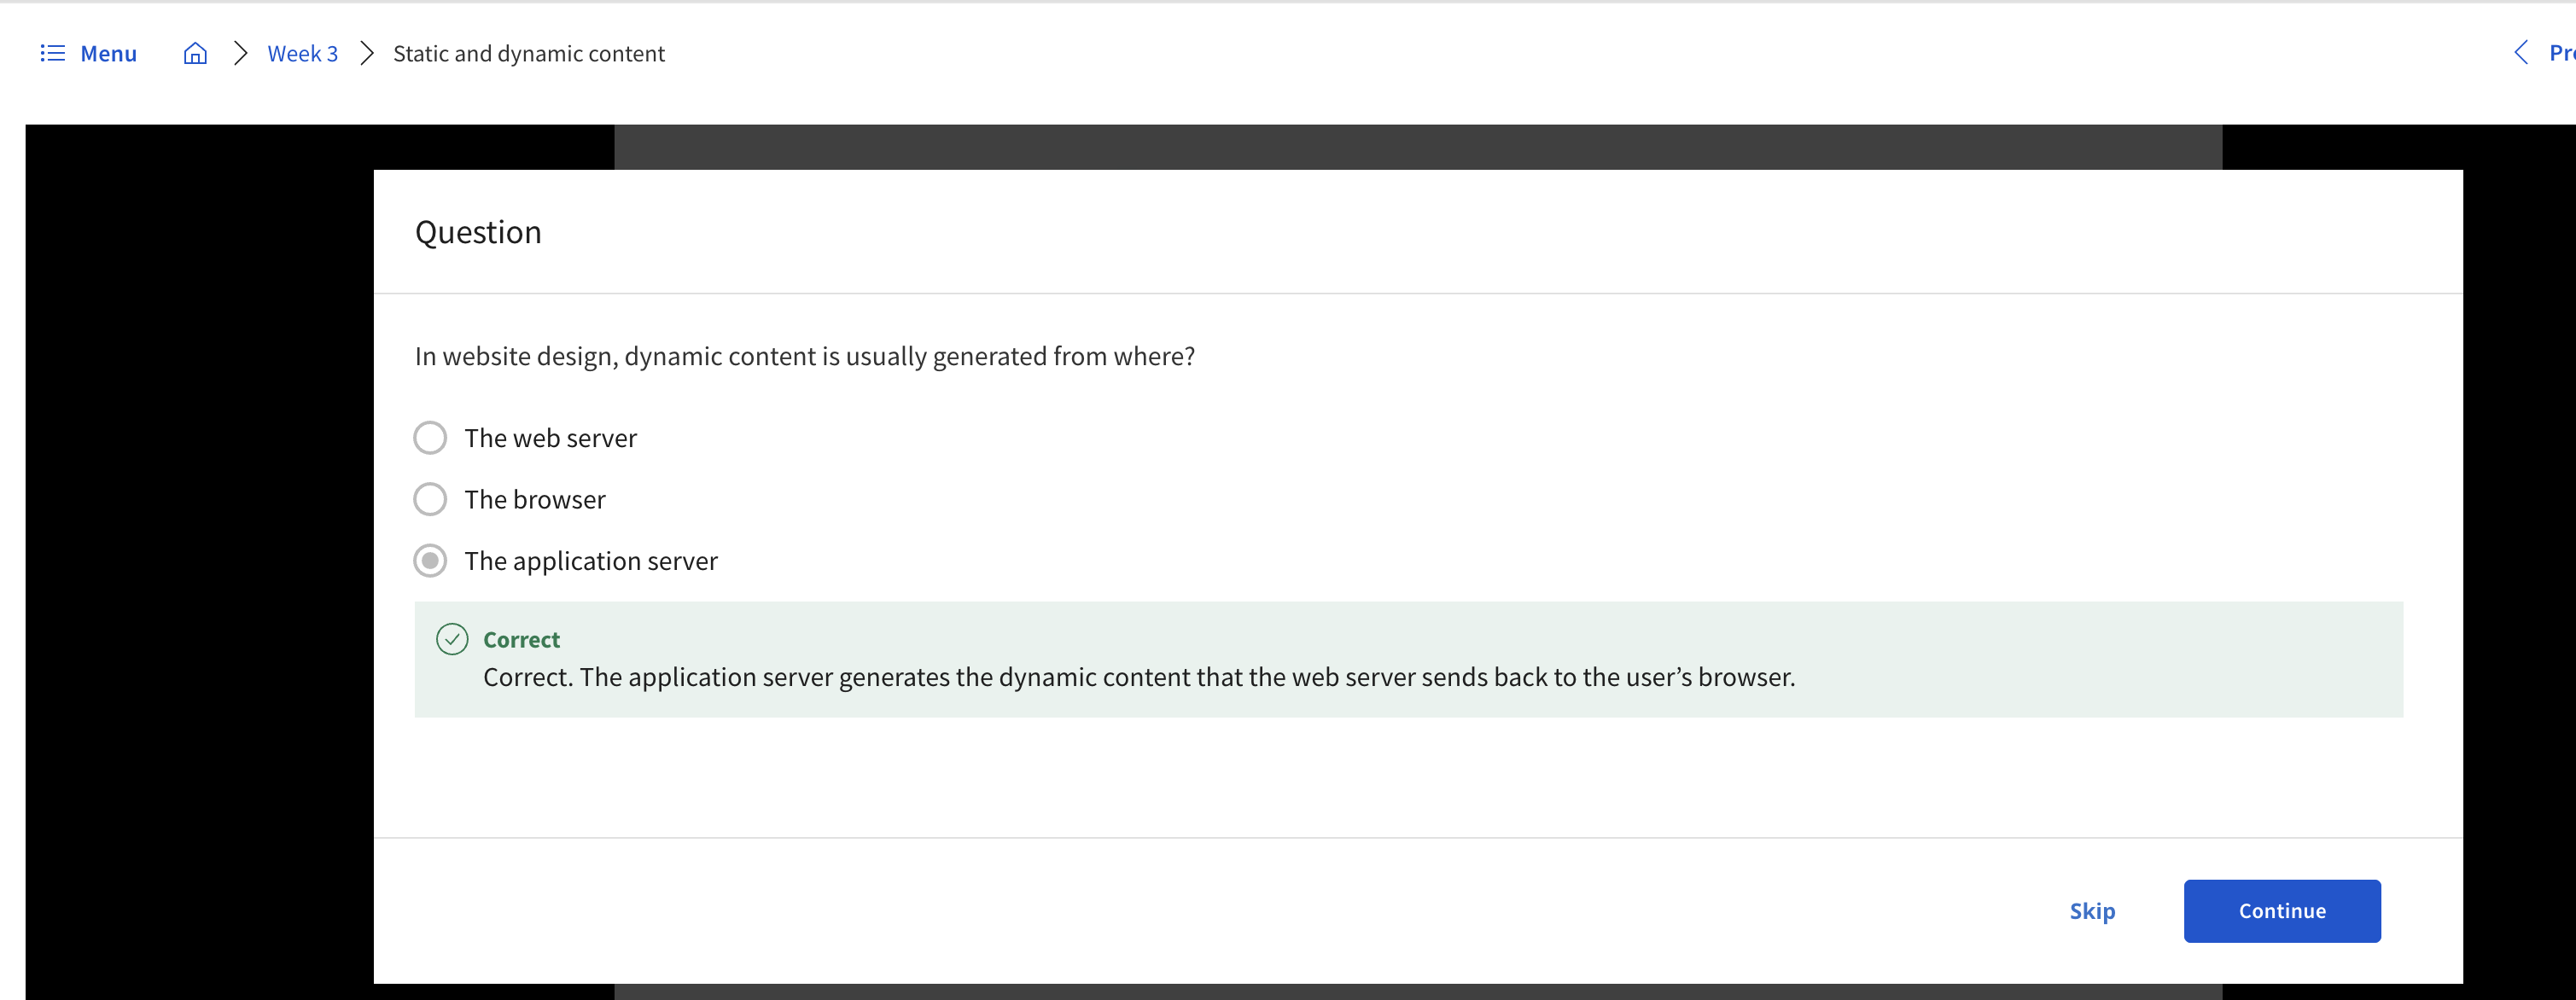 Menu Week 3 Static and dynamic content
Question
In website design, dynamic content is usually generated from where?
The web server
The browser
The application server
Correct
Correct. The application server generates the dynamic content that the web server sends back to the user’s browser.
Skip Continue